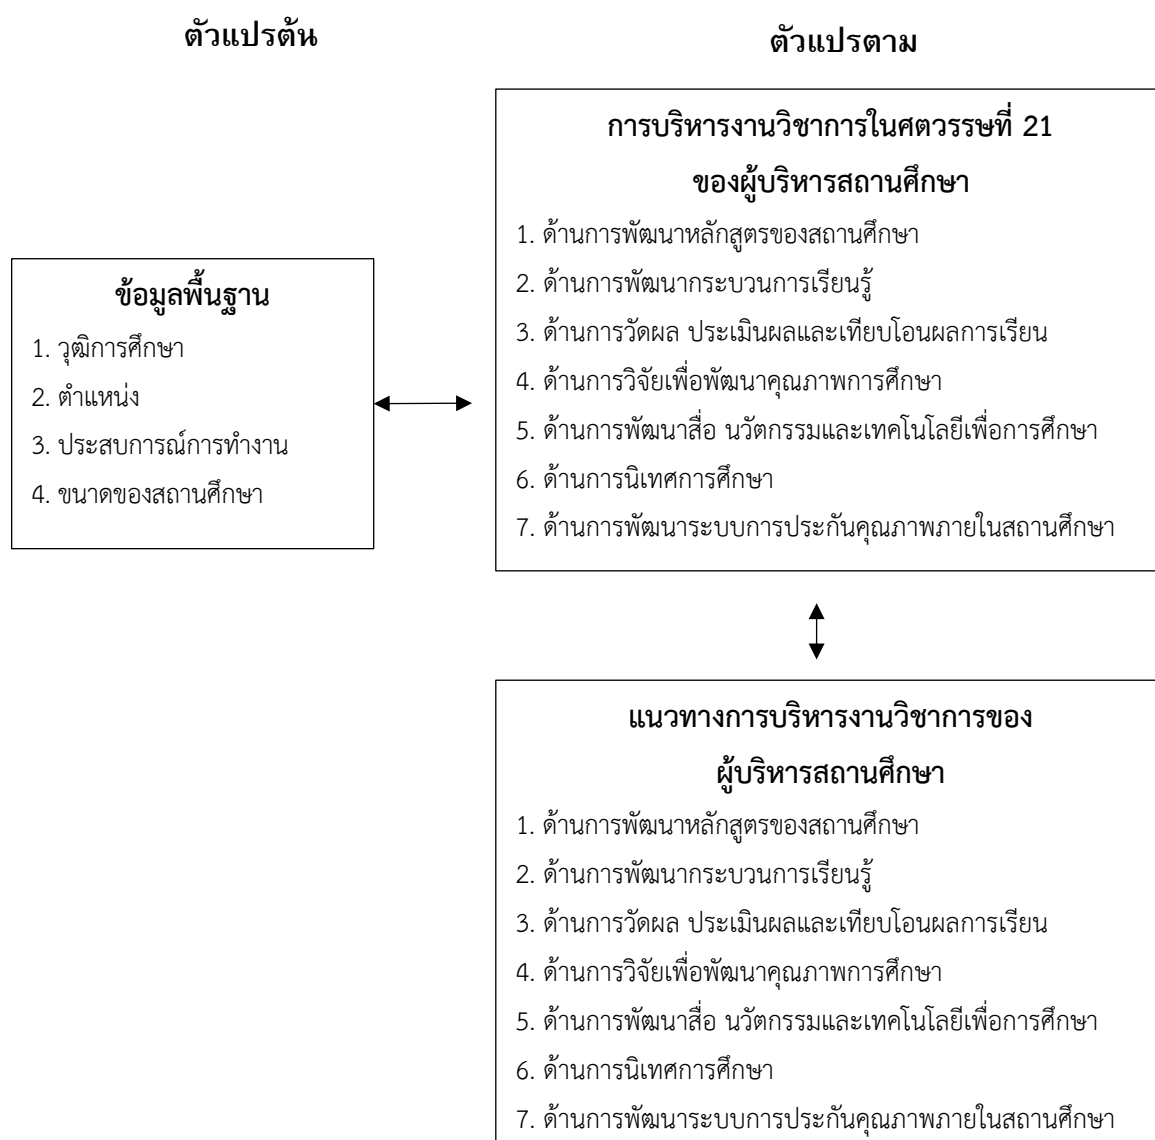 ตัวแปรต้น
ตัวแปรตาม
การบริหารงานวิชาการในศตวรรษที่ 21
ของผู้บริหารสถานศึกษา
1. ด้านการพัฒนาหลักสูตรของสถานศึกษา
2. ด้านการพัฒนากระบวนการเรียนรู้
3. ด้านการวัดผล ประเมินผลและเทียบโอนผลการเรียน
4. ด้านการวิจัยเพื่อพัฒนาคุณภาพการศึกษา
5. ด้านการพัฒนาสื่อ นวัตกรรมและเทคโนโลยีเพื่อการศึกษา
6. ด้านการนิเทศการศึกษา
7. ด้านการพัฒนาระบบการประกันคุณภาพภายในสถานศึกษา
ข้อมูลพื้นฐาน
1. วุฒิการศึกษา
2. ตำแหน่ง
3. ประสบการณ์การทำงาน
4. ขนาดของสถานศึกษา
แนวทางการบริหารงานวิชาการของ
ผู้บริหารสถานศึกษา
1. ด้านการพัฒนาหลักสูตรของสถานศึกษา
2. ด้านการพัฒนากระบวนการเรียนรู้
3. ด้านการวัดผล ประเมินผลและเทียบโอนผลการเรียน
4. ด้านการวิจัยเพื่อพัฒนาคุณภาพการศึกษา
5. ด้านการพัฒนาสื่อ นวัตกรรมและเทคโนโลยีเพื่อการศึกษา
6. ด้านการนิเทศการศึกษา
7. ด้านการพัฒนาระบบการประกันคุณภาพภายในสถานศึกษา